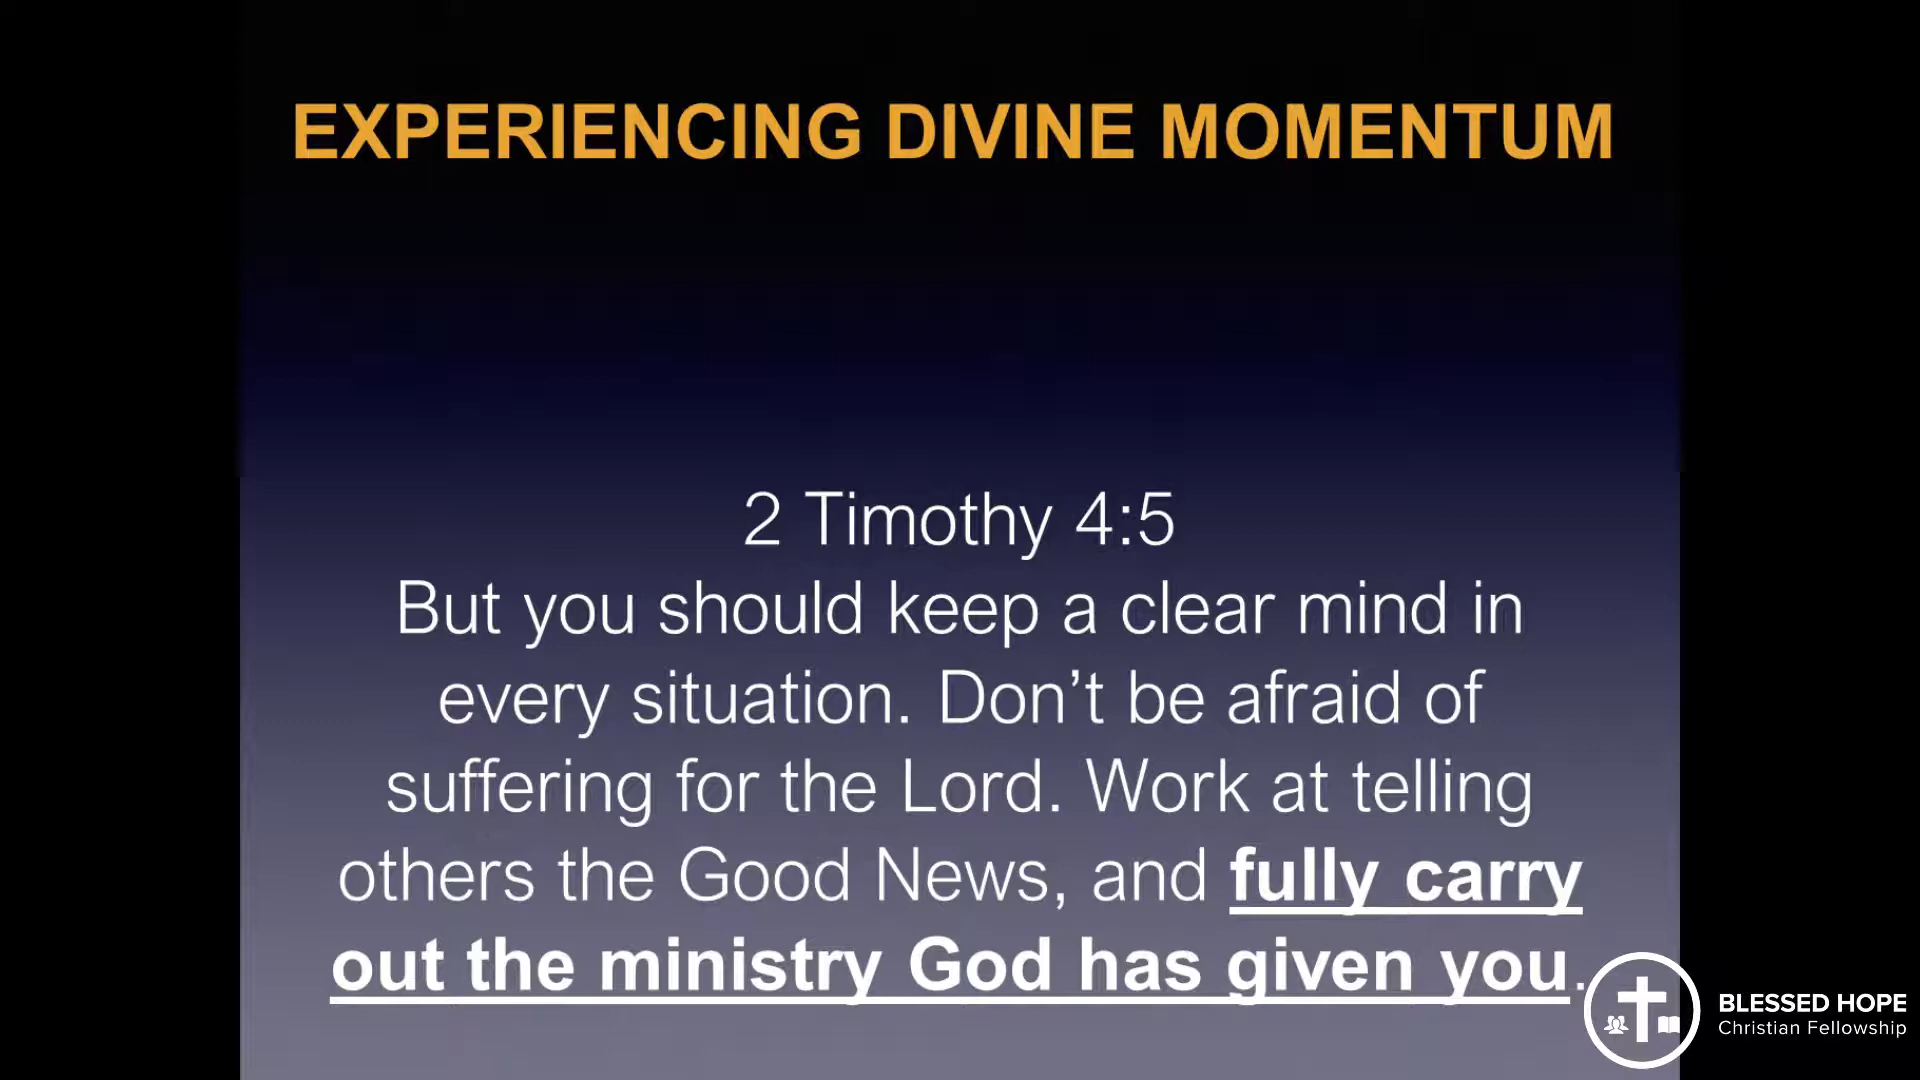 EXPERIENCING DIVINE MOMENTUM
2 Timothy 4:5
But you should keep a clear mind in
every situation. Don’t be afraid of
suffering for the Lord. Work at telling
others the Good News, and fully carry
out the ministry God has given you.
BLESSED HOPE
Christian Fellowship